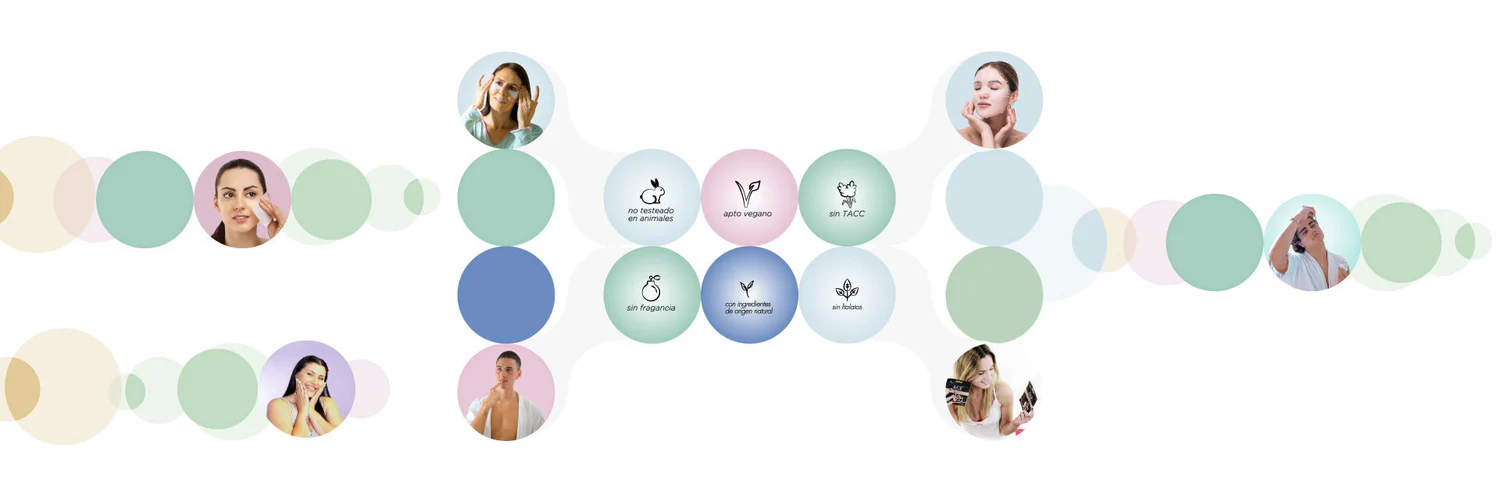 no testeado
en animales
apto vegano
sin TACC
sin fragancia
con ingredientes
de origen natural
sin ftalatos